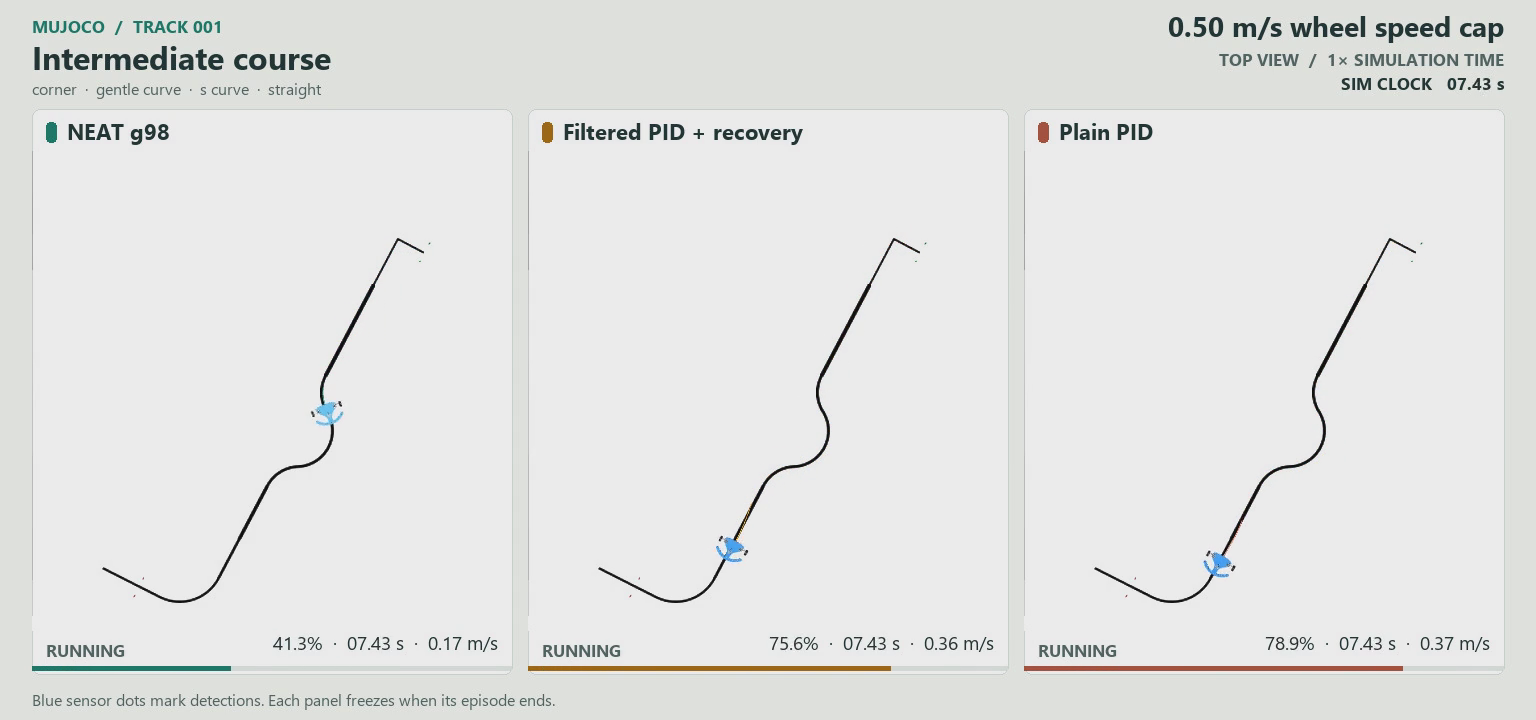 MUJOCO / TRACK 001
Intermediate course
corner · gentle curve · s curve · straight
0.50 m/s wheel speed cap
TOP VIEW / 1× SIMULATION TIME
SIM CLOCK 07.43 s
NEAT g98
RUNNING
41.3% · 07.43 s · 0.17 m/s
Filtered PID + recovery
RUNNING
75.6% · 07.43 s · 0.36 m/s
Plain PID
RUNNING
78.9% · 07.43 s · 0.37 m/s
Blue sensor dots mark detections. Each panel freezes when its episode ends.